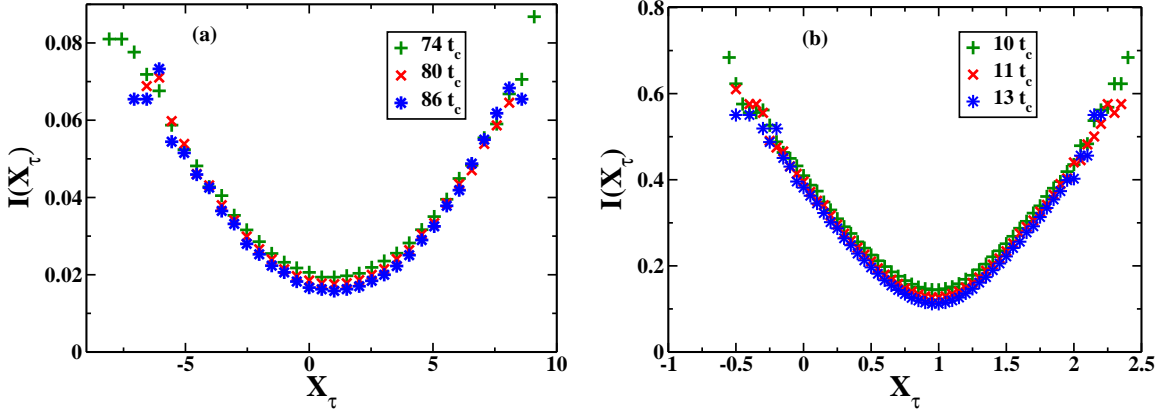 (a)
74 t_c
80 t_c
86 t_c
I(X_τ)
0.08
0.06
0.04
0.02
0
-5
0
5
10
X_τ
(b)
10 t_c
11 t_c
13 t_c
I(X_τ)
0.8
0.6
0.4
0.2
0
-1
-0.5
0
0.5
1
1.5
2
2.5
X_τ